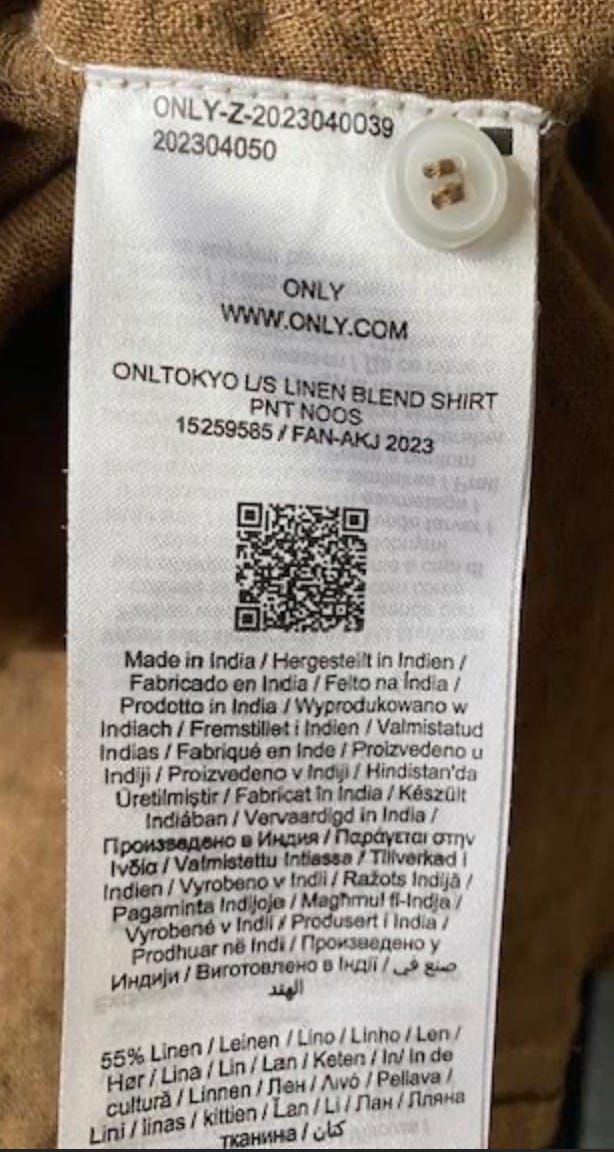 ONLY-Z-2023040039
202304050
ONLY
WWW.ONLY.COM
ONLTOKYO L/S LINEN BLEND SHIRT
PNT NOOS
15259585 / FAN-AKJ 2023
Made in India / Hergestellt in Indien /
Fabricado en India / Feito na Índia /
Prodotto in India / Wyprodukowano w
Indiach / Fremstillet i Indien / Valmistatud
Indias / Fabriqué en Inde / Proizvedeno u
Indiji / Proizvedeno v Indiji / Hindistan'da
Üretilmiştir / Fabricat în India / Készült
Indiában / Vervaardigd in India /
Произведено в Индия / Παράγεται στην
Ινδία / Valmistettu Intiassa / Tillverkad i
Indien / Vyrobeno v Indii / Ražots Indijā /
Pagaminta Indijoje / Magħmul fl-Indja /
Vyrobené v Indii / Produsert i India /
Prodhuar në Indi / Произведено у
Индији / Виготовлено в Індії / صنع في
الهند
55% Linen / Leinen / Lino / Linho / Len /
Hør / Lina / Lin / Lan / Keten / In/ In de
cultură / Linnen / Лен / Λινό / Pellava /
Lini / linas / kittien / Ľan / Li / Лан / Лляна
тканина / كتان